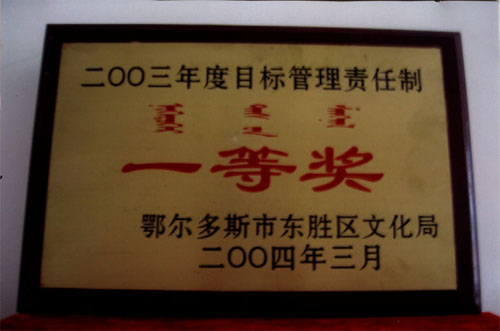 二〇〇三年度目标管理责任制
一等奖
鄂尔多斯市东胜区文化局
二〇〇四年三月